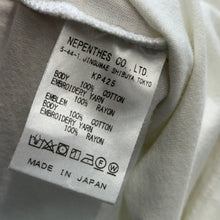 NEPENTHES CO., LTD.
5-44-1, JINGUMAE SHIBUYA TOKYO
KP425
BODY 100% COTTON
EMBROIDERY YARN
100% RAYON
EMBLEM 100% COTTON
EMBROIDERY YARN
BODY 100% RAYON
MADE IN JAPAN